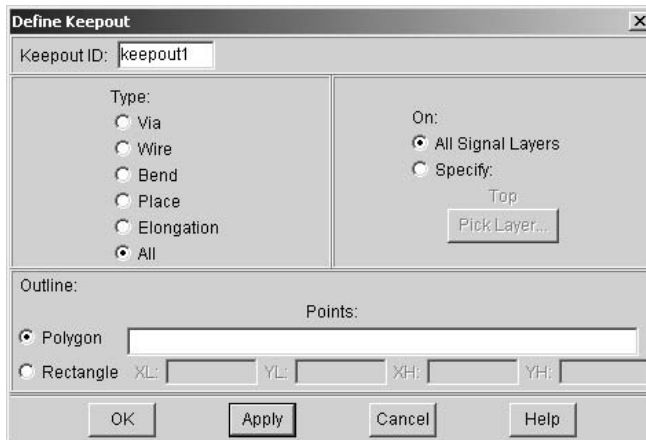 Define Keepout
Keepout ID: keepout1
Type:
Via
Wire
Bend
Place
Elongation
All
On:
All Signal Layers
Specify:
Top
Pick Layer...
Outline:
Points:
Polygon
Rectangle XL: YL: XH: YH:
OK Apply Cancel Help